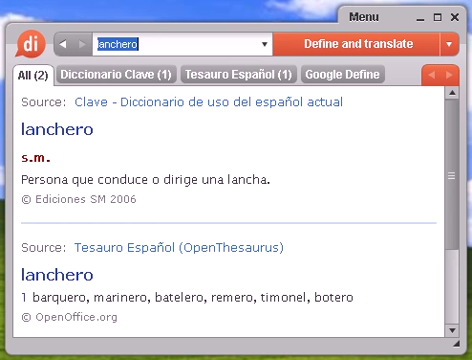 Menu
di
lanchero
Define and translate
All (2)
Diccionario Clave (1)
Tesauro Español (1)
Google Define
Source: Clave - Diccionario de uso del español actual
lanchero
s.m.
Persona que conduce o dirige una lancha.
© Ediciones SM 2006
Source: Tesauro Español (OpenThesaurus)
lanchero
1 barquero, marinero, batelero, remero, timonel, botero
© OpenOffice.org